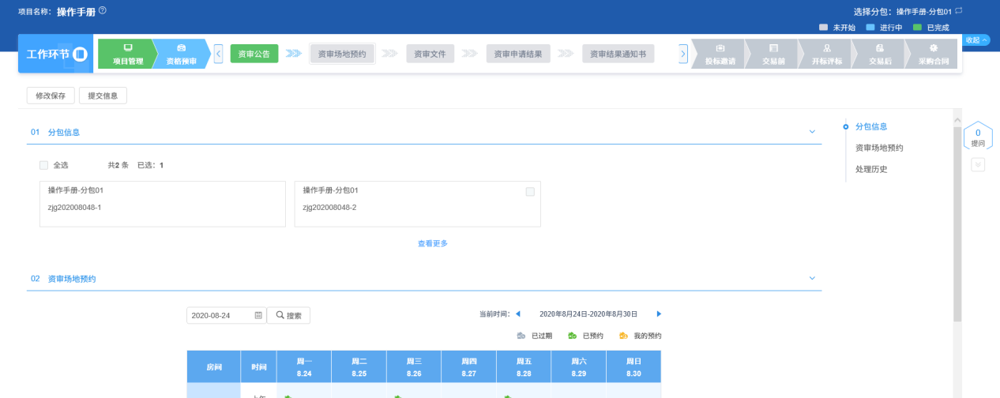 项目名称: 操作手册
选择分包: 操作手册-分包01
未开始 进行中 已完成
收起
工作环节
项目管理 资格预审 资审公告 资审场地预约 资审文件 资审申请结果 资审结果通知书 投标邀请 交易前 开标评标 交易后 采购合同
修改保存 提交信息
01 分包信息
分包信息
资审场地预约
处理历史
0
提问
全选 共2 条 已选: 1
操作手册-分包01
zjg202008048-1
操作手册-分包01
zjg202008048-2
查看更多
02 资审场地预约
2020-08-24 搜索 当前时间: 2020年8月24日-2020年8月30日
已过期 已预约 我的预约
房间 时间 周一 周二 周三 周四 周五 周六 周日
8.24 8.25 8.26 8.27 8.28 8.29 8.30